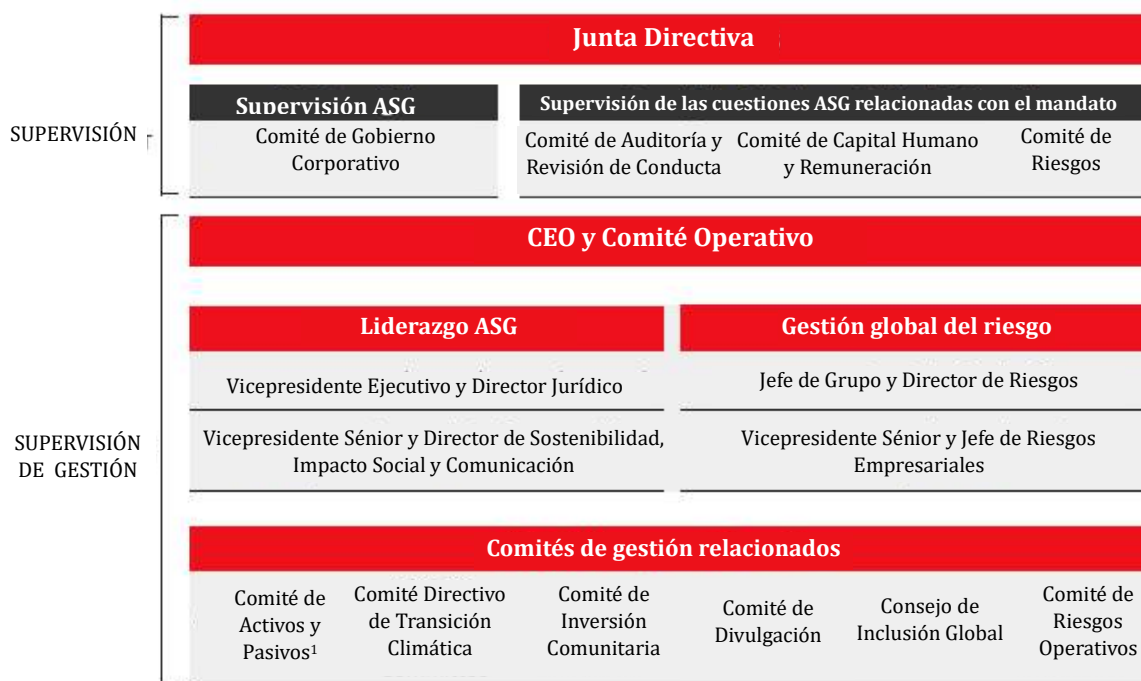 Junta Directiva
SUPERVISIÓN
Supervisión ASG
Comité de Gobierno
Corporativo
Supervisión de las cuestiones ASG relacionadas con el mandato
Comité de Auditoría y
Revisión de Conducta
Comité de Capital Humano
y Remuneración
Comité de
Riesgos
CEO y Comité Operativo
SUPERVISIÓN
DE GESTIÓN
Liderazgo ASG
Vicepresidente Ejecutivo y Director Jurídico
Vicepresidente Sénior y Director de Sostenibilidad,
Impacto Social y Comunicación
Gestión global del riesgo
Jefe de Grupo y Director de Riesgos
Vicepresidente Sénior y Jefe de Riesgos
Empresariales
Comités de gestión relacionados
Comité de
Activos y
Pasivos¹
Comité Directivo
de Transición
Climática
Comité de
Inversión
Comunitaria
Comité de
Divulgación
Consejo de
Inclusión Global
Comité de
Riesgos
Operativos